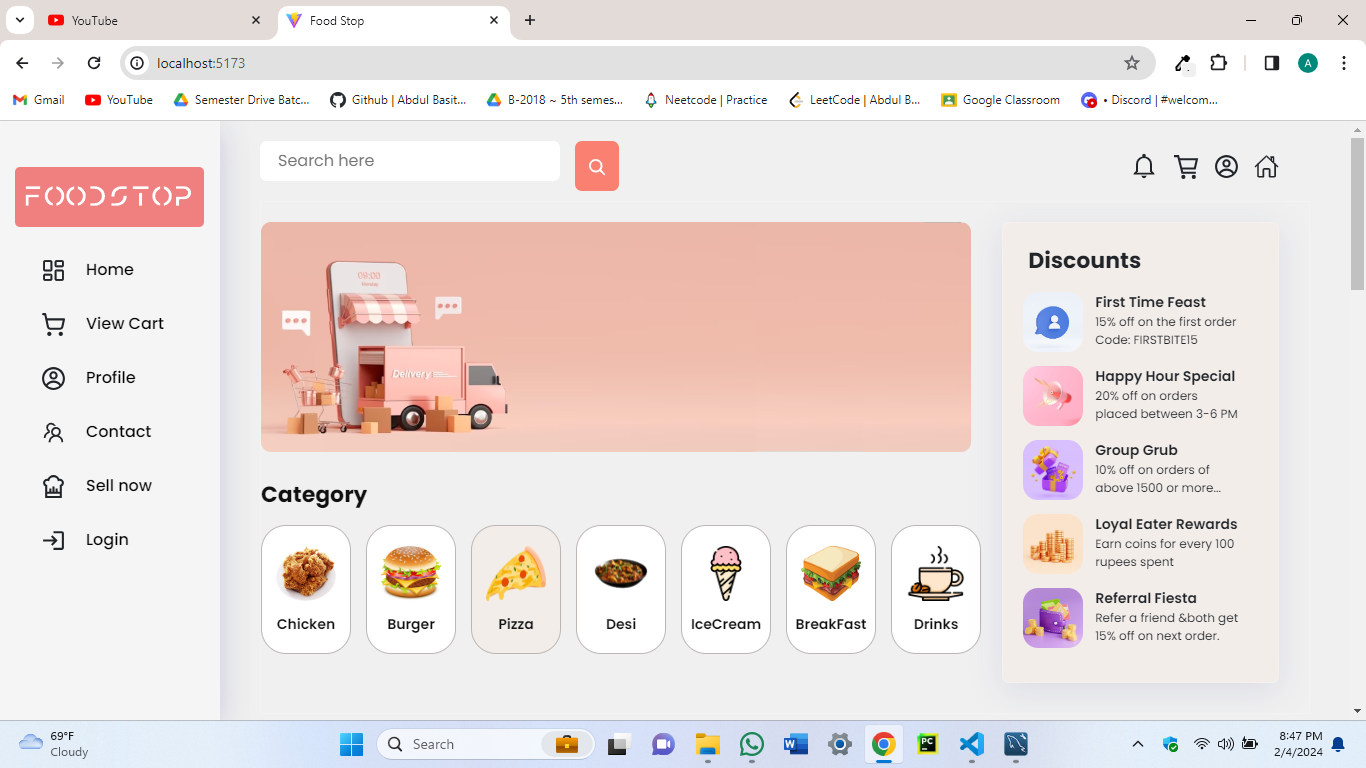 YouTube
Food Stop
localhost:5173
Gmail
YouTube
Semester Drive Batc...
Github | Abdul Basit...
B-2018 ~ 5th semes...
Neetcode | Practice
LeetCode | Abdul B...
Google Classroom
• Discord | #welcom...
A
FOODSTOP
Home
View Cart
Profile
Contact
Sell now
Login
Search here
08:00
Delivery
Category
Chicken
Burger
Pizza
Desi
IceCream
BreakFast
Drinks
Discounts
First Time Feast
15% off on the first order
Code: FIRSTBITE15
Happy Hour Special
20% off on orders
placed between 3-6 PM
Group Grub
10% off on orders of
above 1500 or more...
Loyal Eater Rewards
Earn coins for every 100
rupees spent
Referral Fiesta
Refer a friend &both get
15% off on next order.
69°F
Cloudy
Search
PC
8:47 PM
2/4/2024